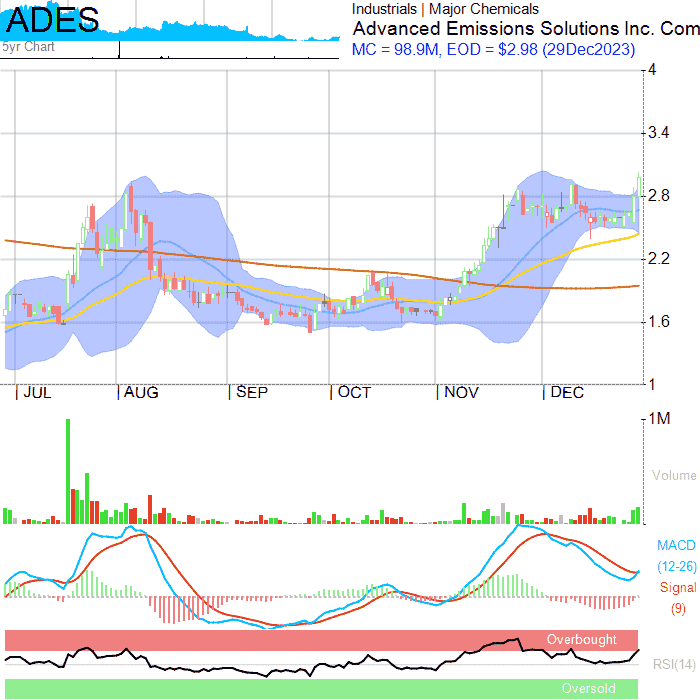 ADES
5yr Chart
Industrials | Major Chemicals
Advanced Emissions Solutions Inc. Com
MC = 98.9M, EOD = $2.98 (29Dec2023)
4
3.4
2.8
2.2
1.6
1
JUL AUG SEP OCT NOV DEC
1M
Volume
MACD
(12-26)
Signal
(9)
Overbought
RSI(14)
Oversold